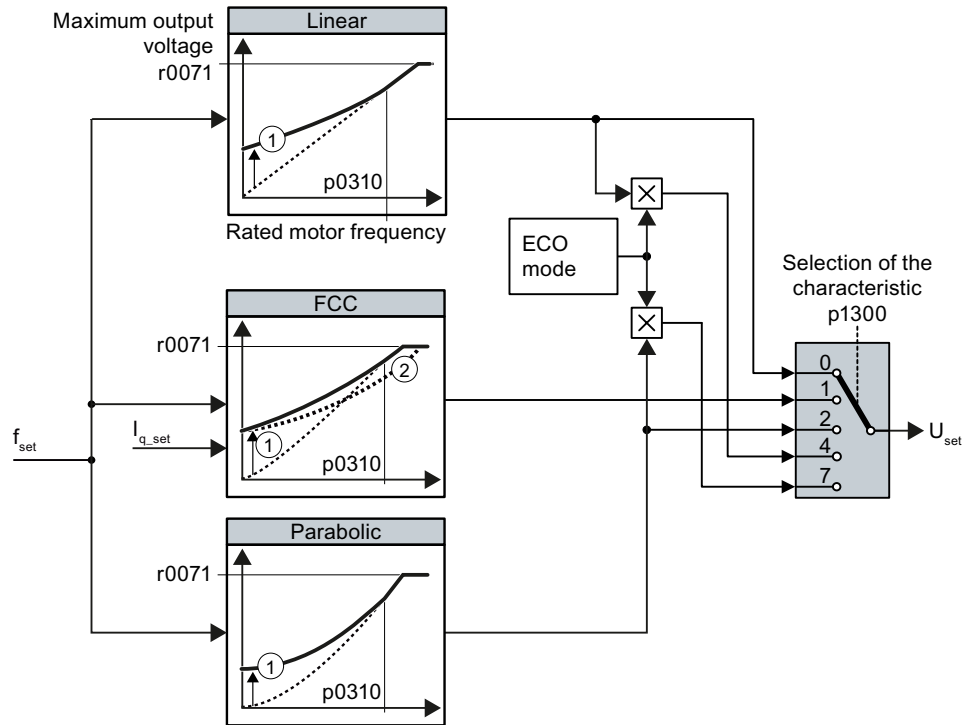 Linear
Maximum output
voltage
r0071
1
p0310
Rated motor frequency
ECO
mode
×
×
FCC
r0071
2
1
p0310
f_set
I_q_set
Parabolic
r0071
1
p0310
Selection of the
characteristic
p1300
0
1
2
4
7
U_set